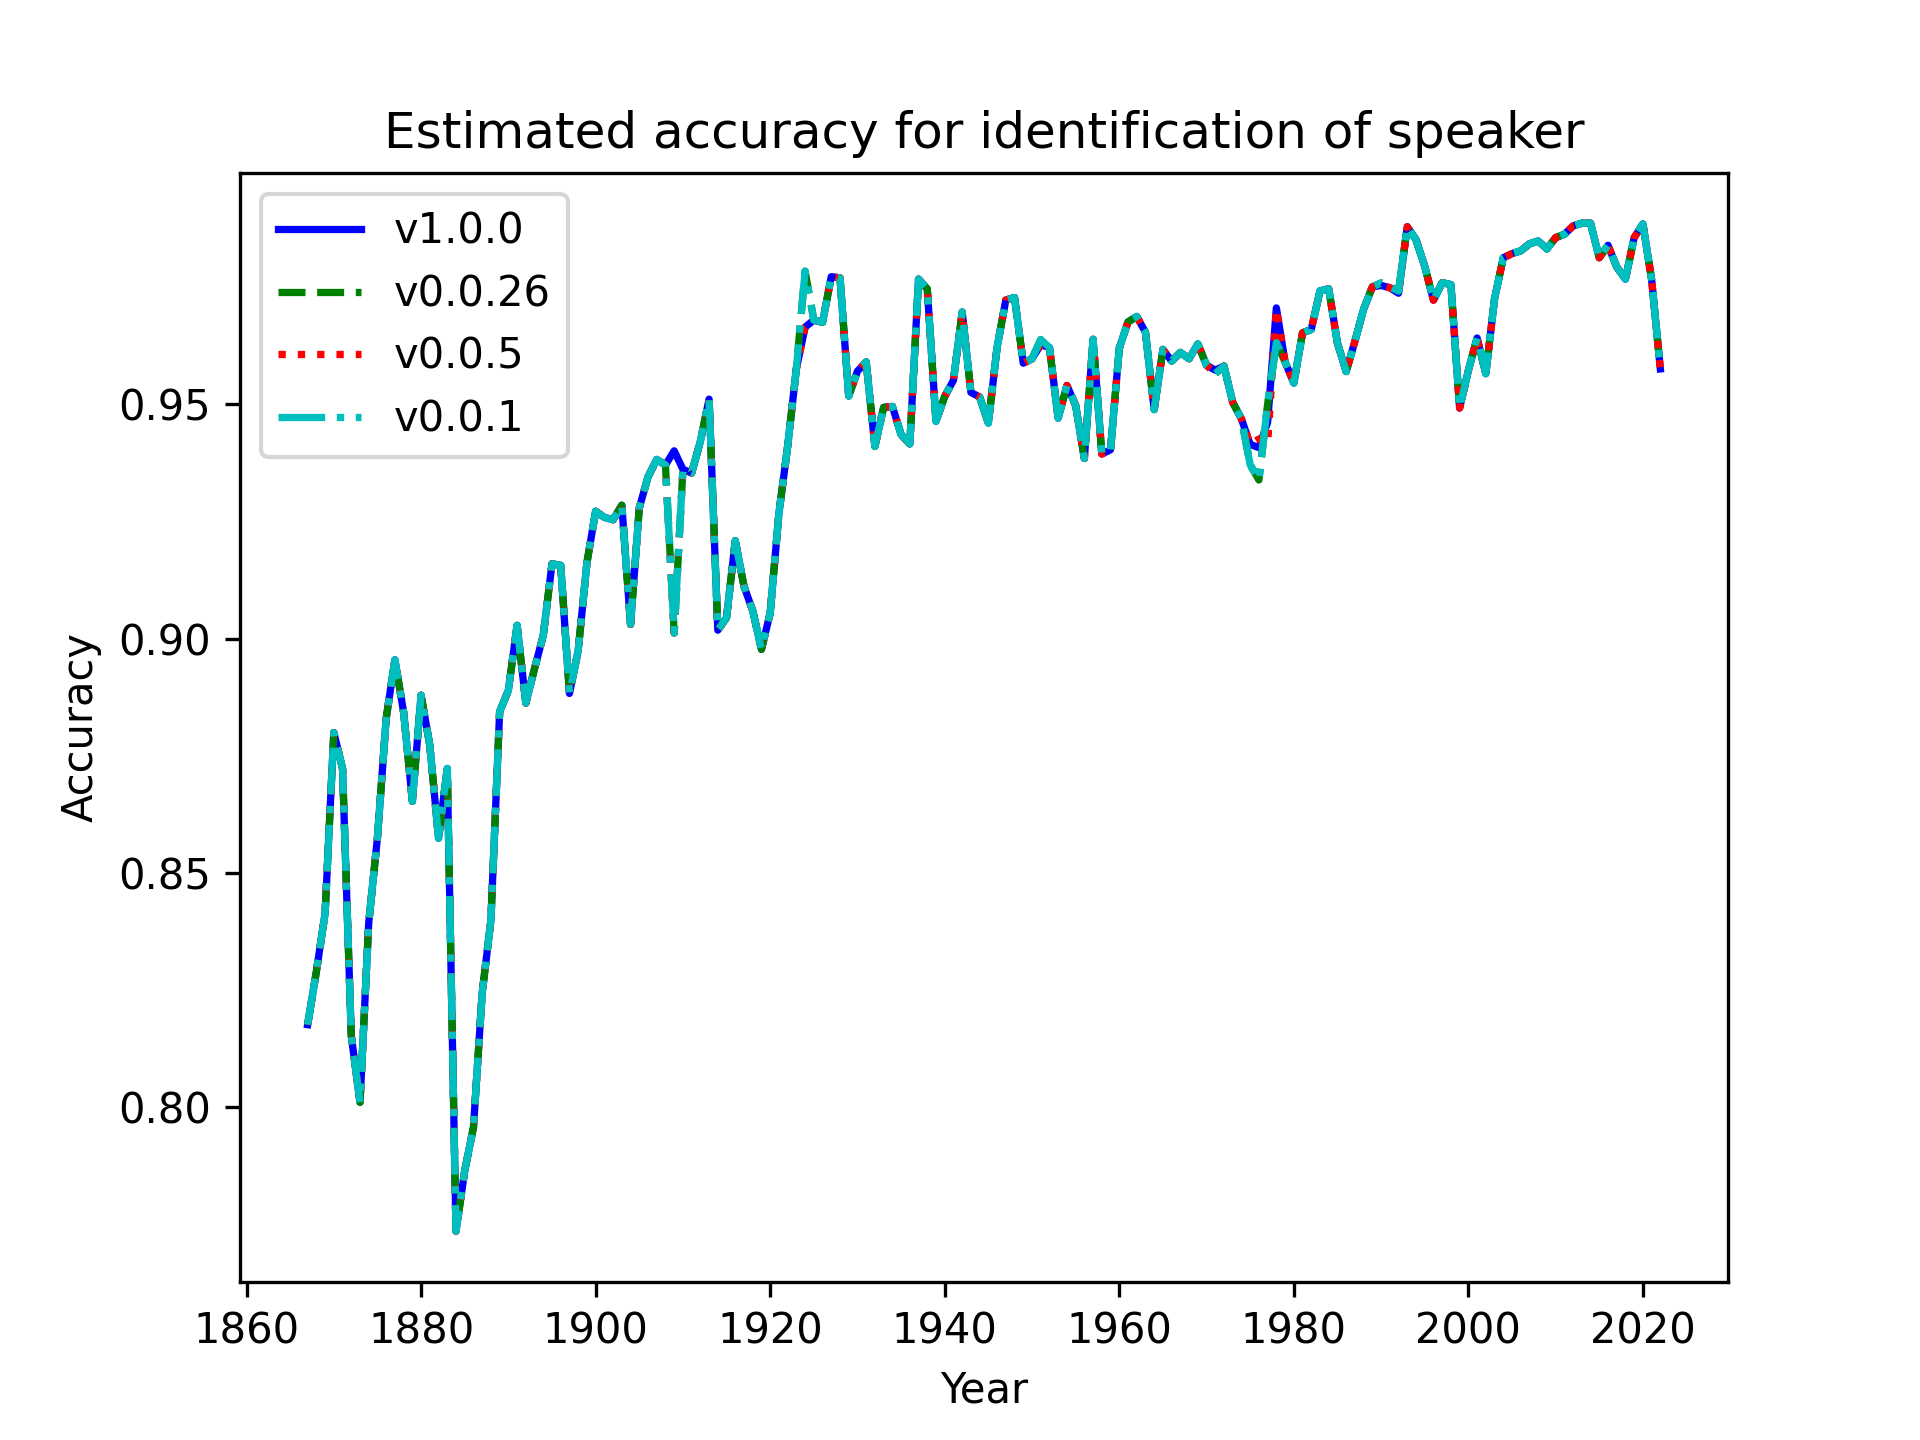 Estimated accuracy for identification of speaker
v1.0.0
v0.0.26
v0.0.5
v0.0.1
0.95
0.90
0.85
0.80
Accuracy
1860 1880 1900 1920 1940 1960 1980 2000 2020
Year